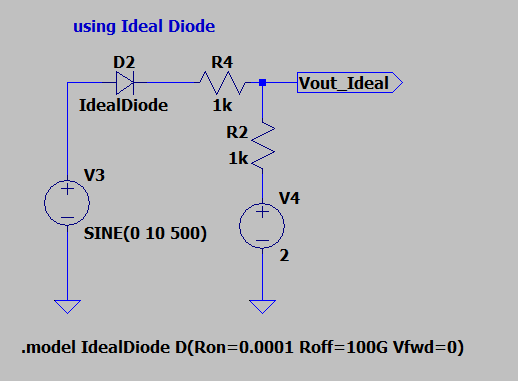 using Ideal Diode
D2
R4
IdealDiode
1k
Vout_Ideal
R2
1k
V3
V4
SINE(0 10 500)
2
.model IdealDiode D(Ron=0.0001 Roff=100G Vfwd=0)